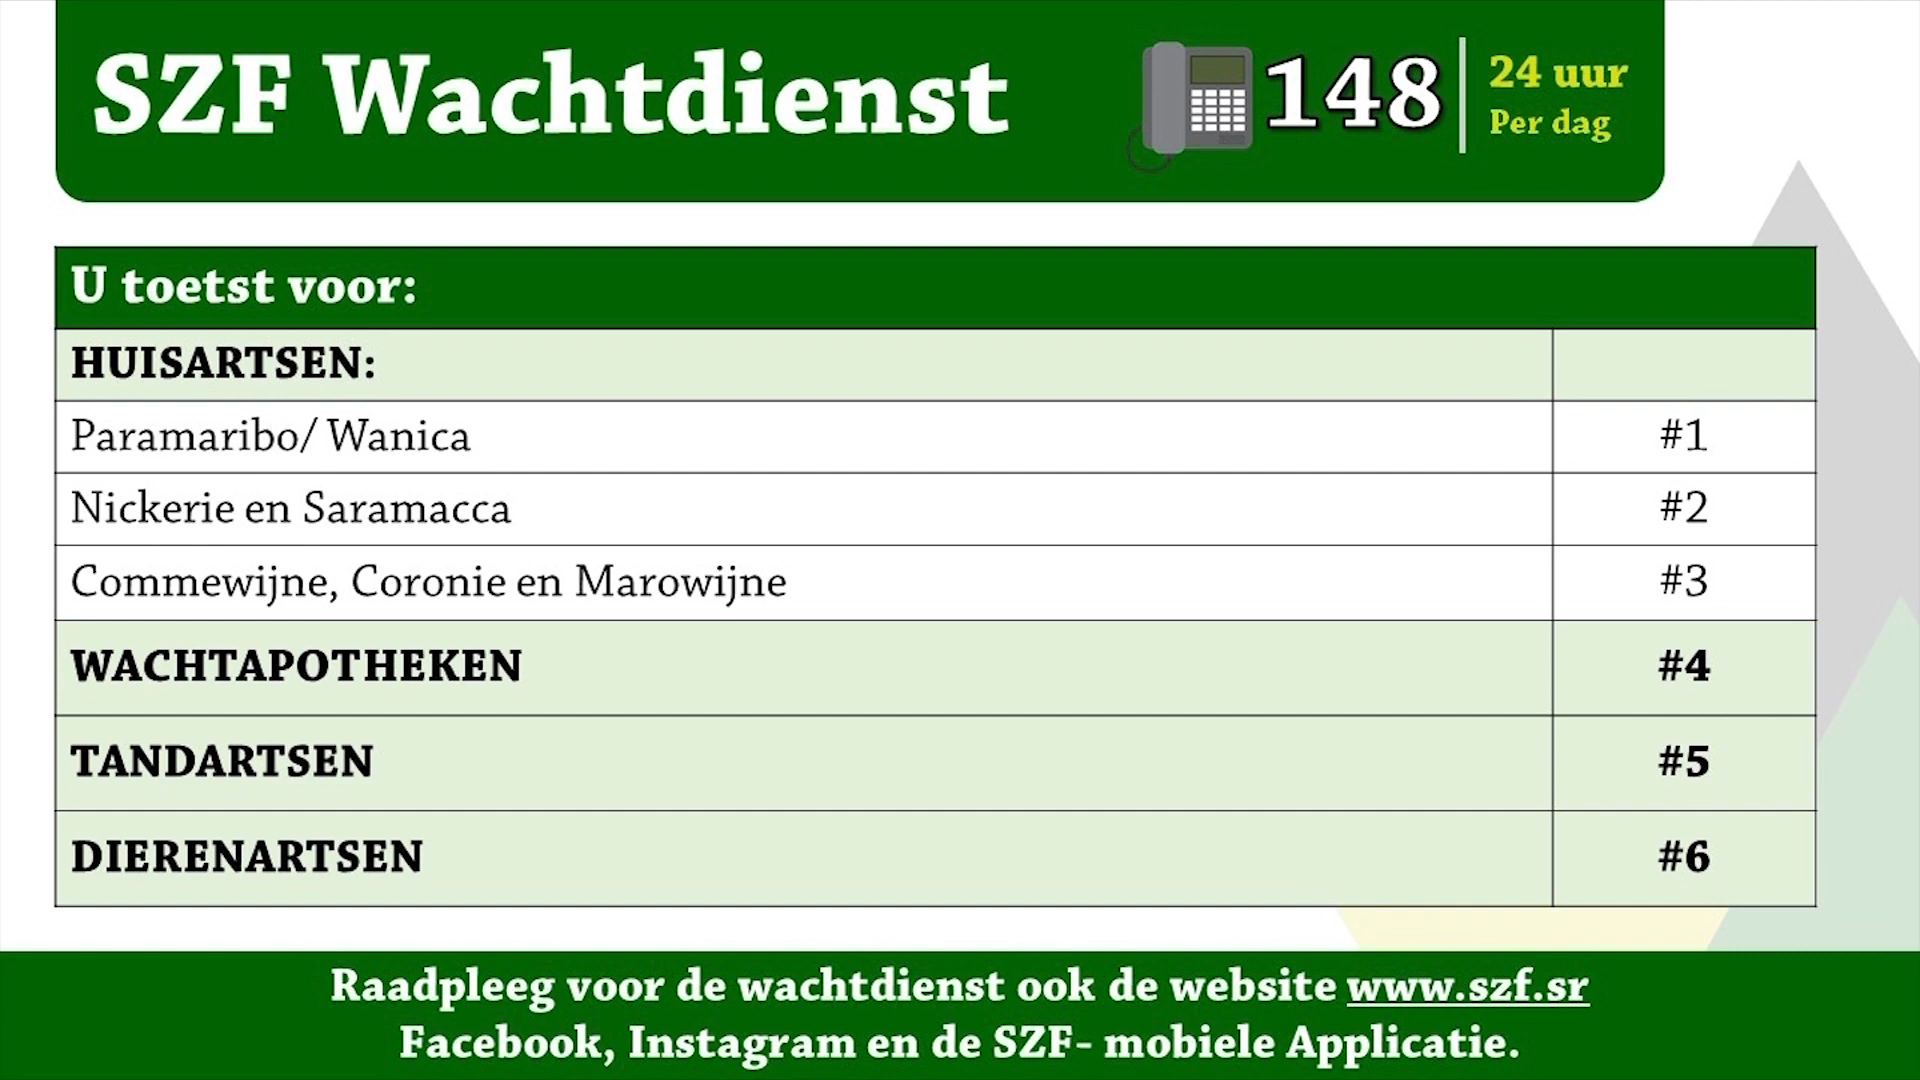 SZF Wachtdienst
148
24 uur
Per dag
U toetst voor:
HUISARTSEN:
Paramaribo/ Wanica #1
Nickerie en Saramacca #2
Commewijne, Coronie en Marowijne #3
WACHTAPOTHEKEN #4
TANDARTSEN #5
DIERENARTSEN #6
Raadpleeg voor de wachtdienst ook de website www.szf.sr
Facebook, Instagram en de SZF- mobiele Applicatie.